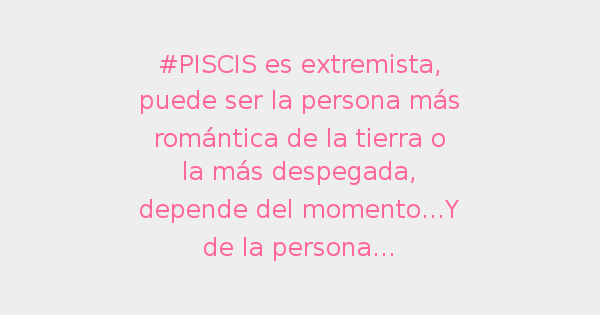 #PISCIS es extremista,
puede ser la persona más
romántica de la tierra o
la más despegada,
depende del momento...Y
de la persona...